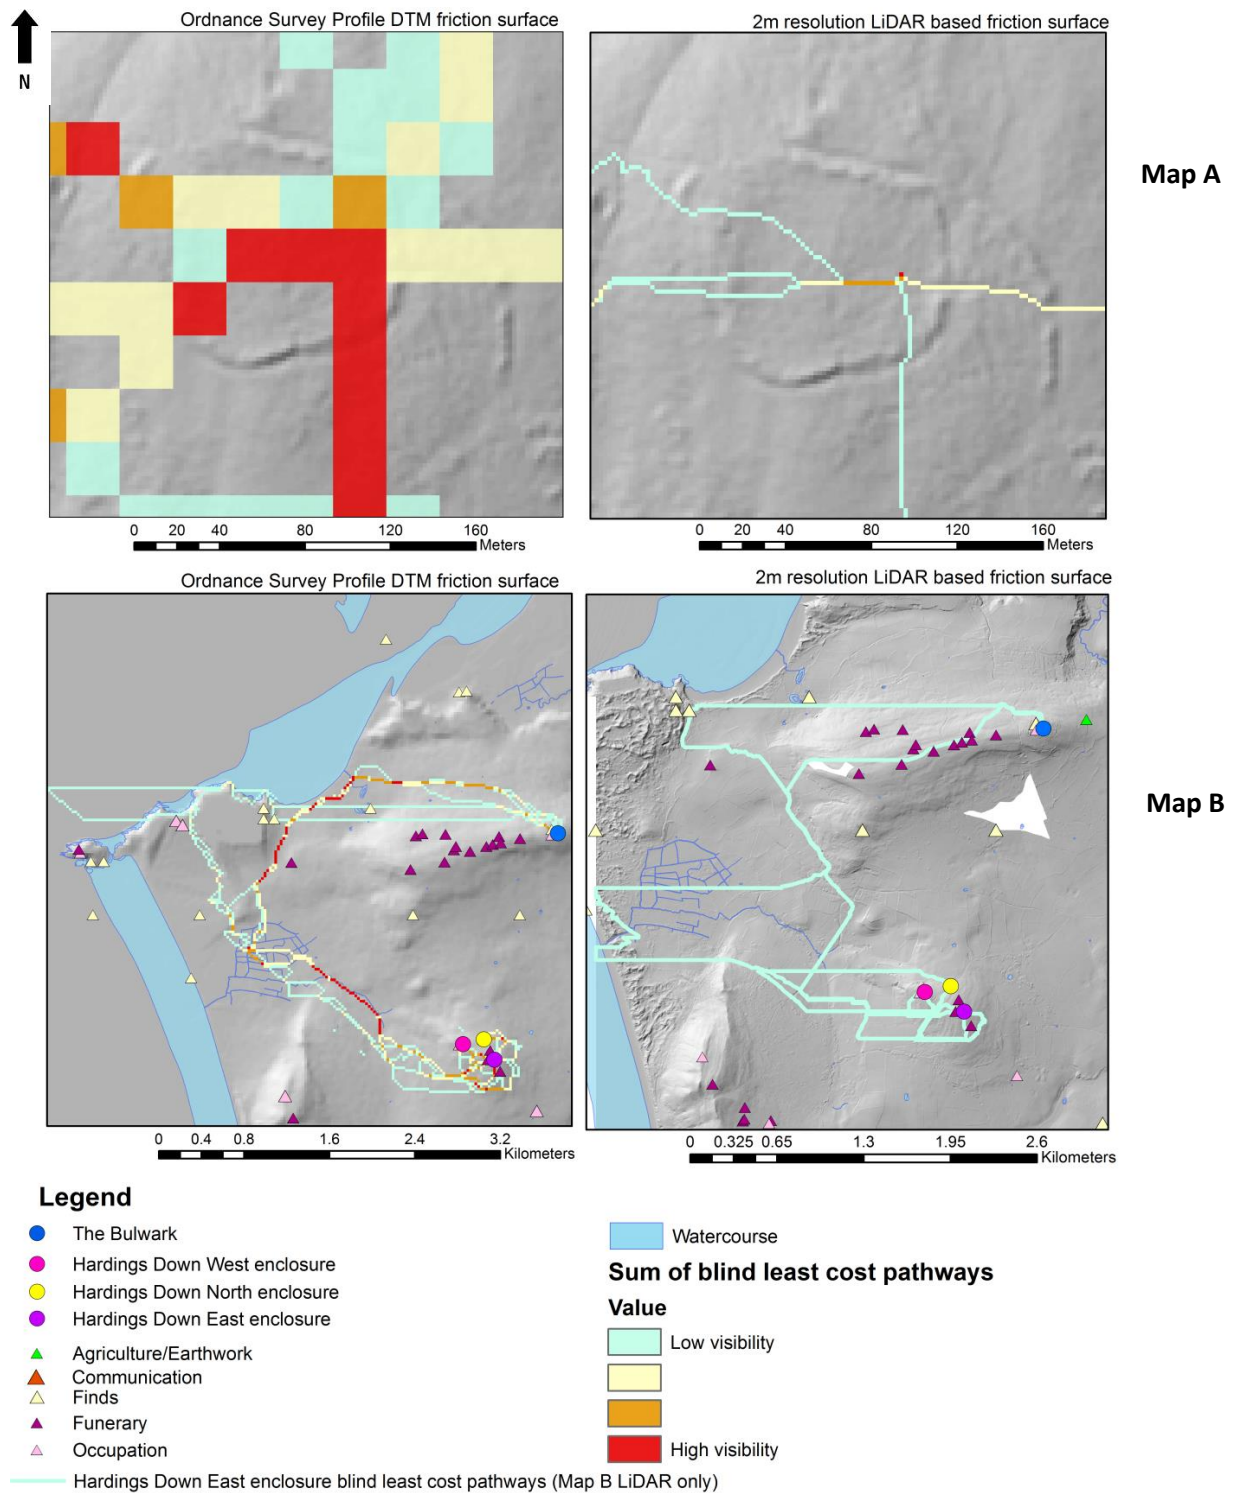 N
Ordnance Survey Profile DTM friction surface
2m resolution LiDAR based friction surface
Map A
0 20 40 80 120 160
Meters
0 20 40 80 120 160
Meters
Ordnance Survey Profile DTM friction surface
2m resolution LiDAR based friction surface
Map B
0 0.4 0.8 1.6 2.4 3.2
Kilometers
0 0.325 0.65 1.3 1.95 2.6
Kilometers
Legend
The Bulwark
Hardings Down West enclosure
Hardings Down North enclosure
Hardings Down East enclosure
Agriculture/Earthwork
Communication
Finds
Funerary
Occupation
Hardings Down East enclosure blind least cost pathways (Map B LiDAR only)
Watercourse
Sum of blind least cost pathways
Value
Low visibility
High visibility